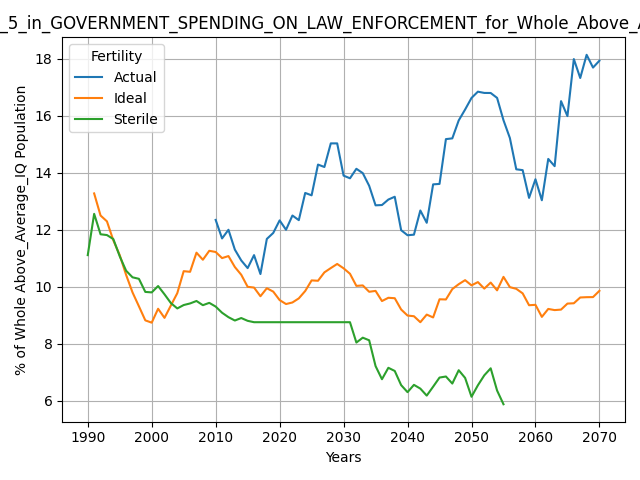 _5_in_GOVERNMENT_SPENDING_ON_LAW_ENFORCEMENT_for_Whole_Above_A
Fertility
Actual
Ideal
Sterile
% of Whole Above_Average_IQ Population
18
16
14
12
10
8
6
1990
2000
2010
2020
2030
2040
2050
2060
2070
Years